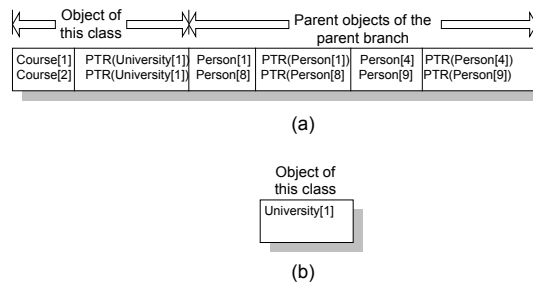 Object of
this class
Parent objects of the
parent branch
Course[1] PTR(University[1]) Person[1] PTR(Person[1]) Person[4] PTR(Person[4])
Course[2] PTR(University[1]) Person[8] PTR(Person[8] Person[9] PTR(Person[9])
(a)
Object of
this class
University[1]
(b)